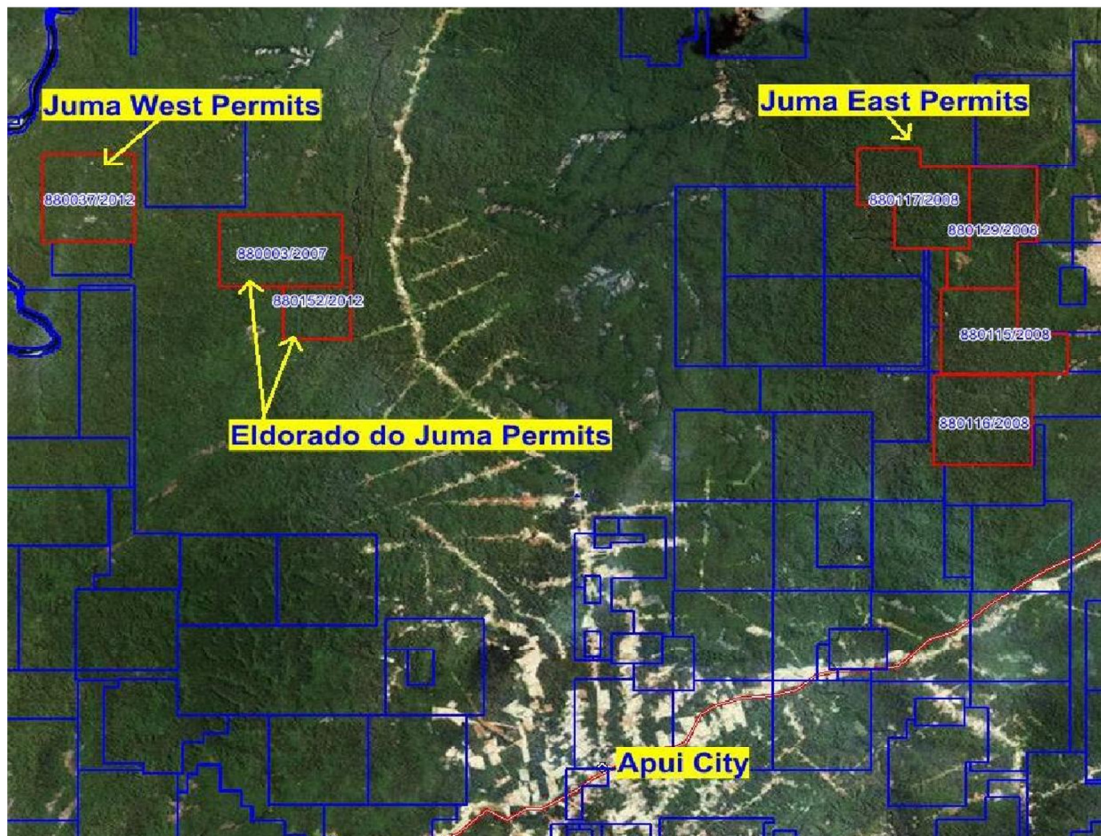 Juma West Permits
Juma East Permits
880037/2012
880117/2008
880129/2008
880003/2007
880152/2012
880115/2008
Eldorado do Juma Permits
880116/2008
Apui City